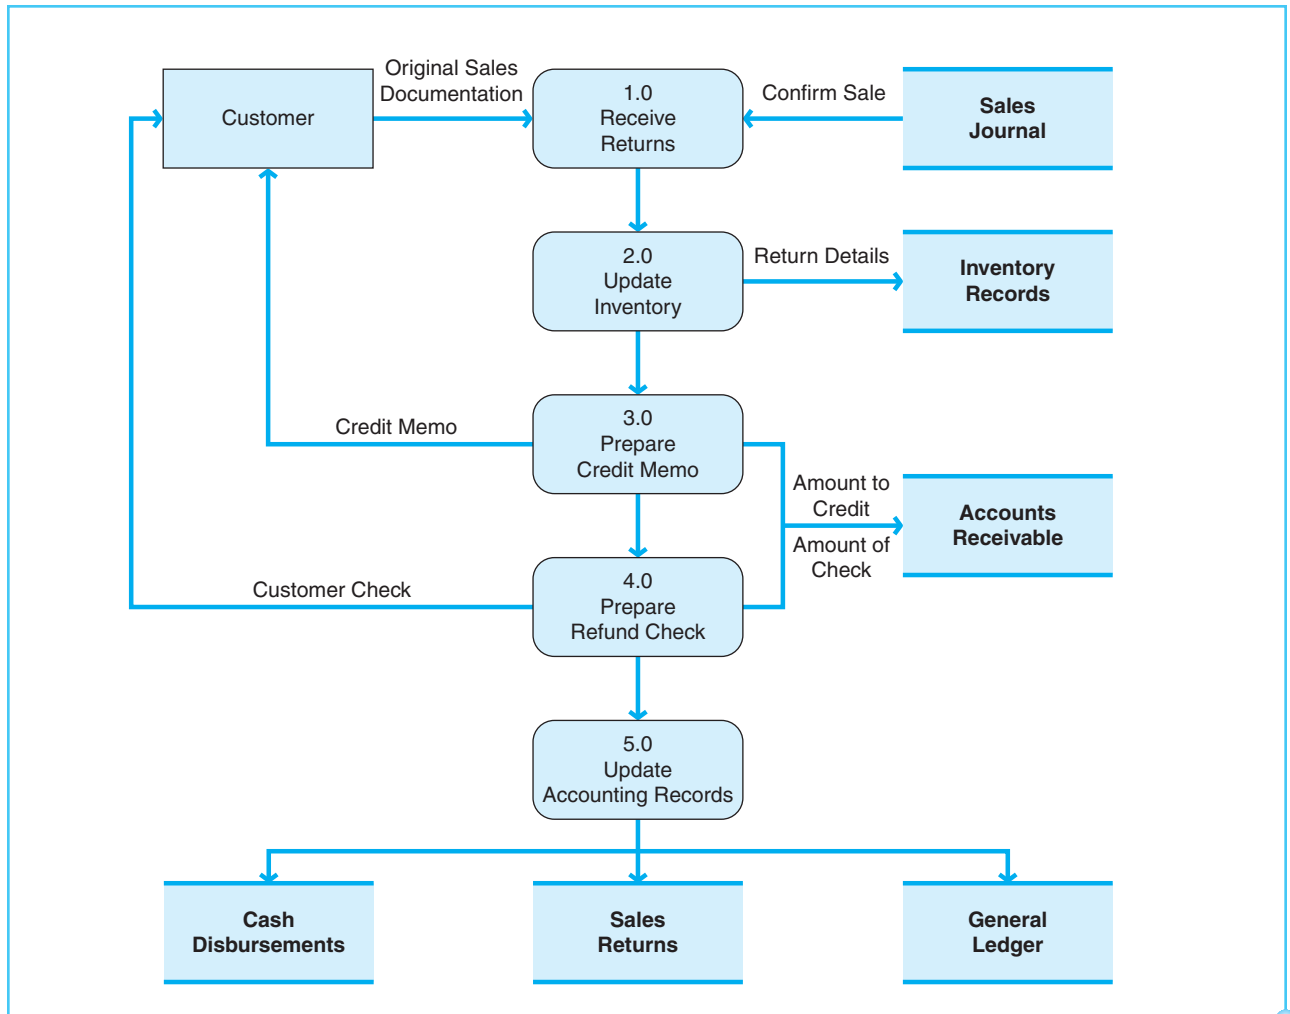 Original Sales
Documentation
Customer
1.0
Receive
Returns
Confirm Sale
Sales
Journal
2.0
Update
Inventory
Return Details
Inventory
Records
Credit Memo
3.0
Prepare
Credit Memo
Amount to
Credit
Amount of
Check
Accounts
Receivable
Customer Check
4.0
Prepare
Refund Check
5.0
Update
Accounting Records
Cash
Disbursements
Sales
Returns
General
Ledger